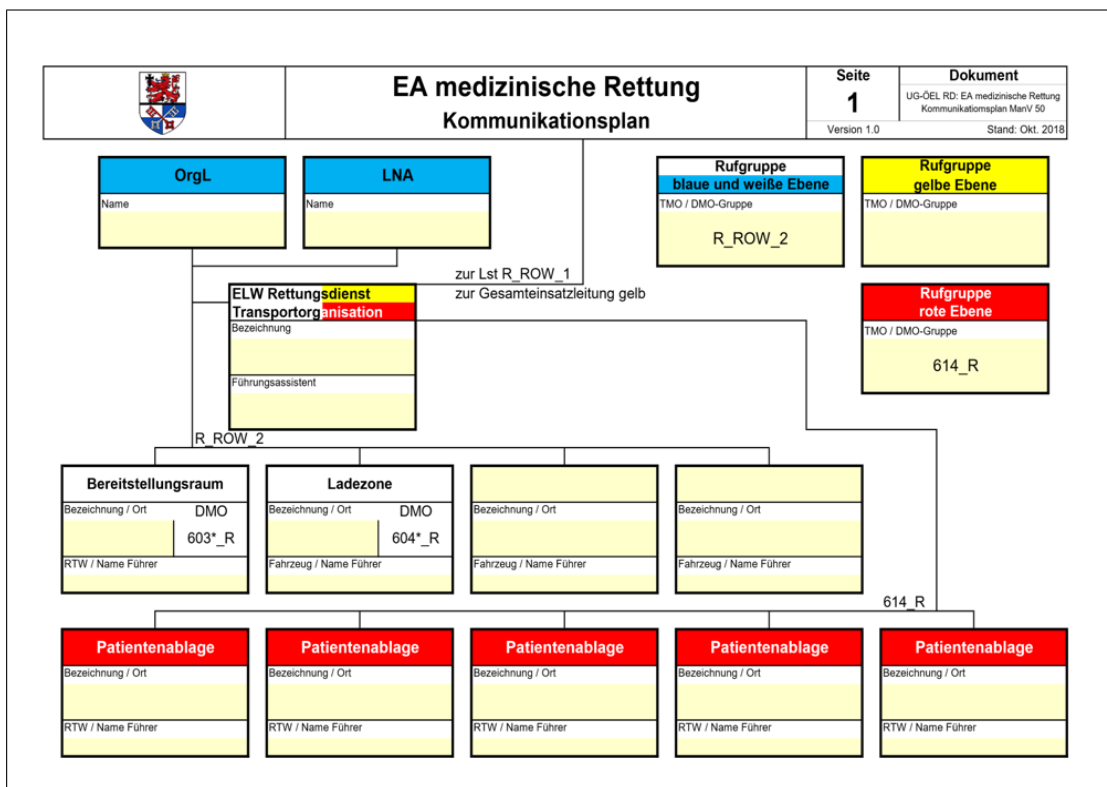 EA medizinische Rettung
Kommunikationsplan
Seite
1
Version 1.0
Dokument
UG-ÖEL RD: EA medizinische Rettung
Kommunikatiomsplan ManV 50
Stand: Okt. 2018
OrgL
Name
LNA
Name
Rufgruppe
blaue und weiße Ebene
TMO / DMO-Gruppe
R_ROW_2
Rufgruppe
gelbe Ebene
TMO / DMO-Gruppe
zur Lst R_ROW_1
zur Gesamteinsatzleitung gelb
ELW Rettungsdienst
Transportorganisation
Bezeichnung
Führungsassistent
Rufgruppe
rote Ebene
TMO / DMO-Gruppe
614_R
R_ROW_2
Bereitstellungsraum
Bezeichnung / Ort DMO
603*_R
RTW / Name Führer
Ladezone
Bezeichnung / Ort DMO
604*_R
Fahrzeug / Name Führer
Bezeichnung / Ort
Fahrzeug / Name Führer
Bezeichnung / Ort
Fahrzeug / Name Führer
614_R
Patientenablage
Bezeichnung / Ort
RTW / Name Führer
Patientenablage
Bezeichnung / Ort
RTW / Name Führer
Patientenablage
Bezeichnung / Ort
RTW / Name Führer
Patientenablage
Bezeichnung / Ort
RTW / Name Führer
Patientenablage
Bezeichnung / Ort
RTW / Name Führer